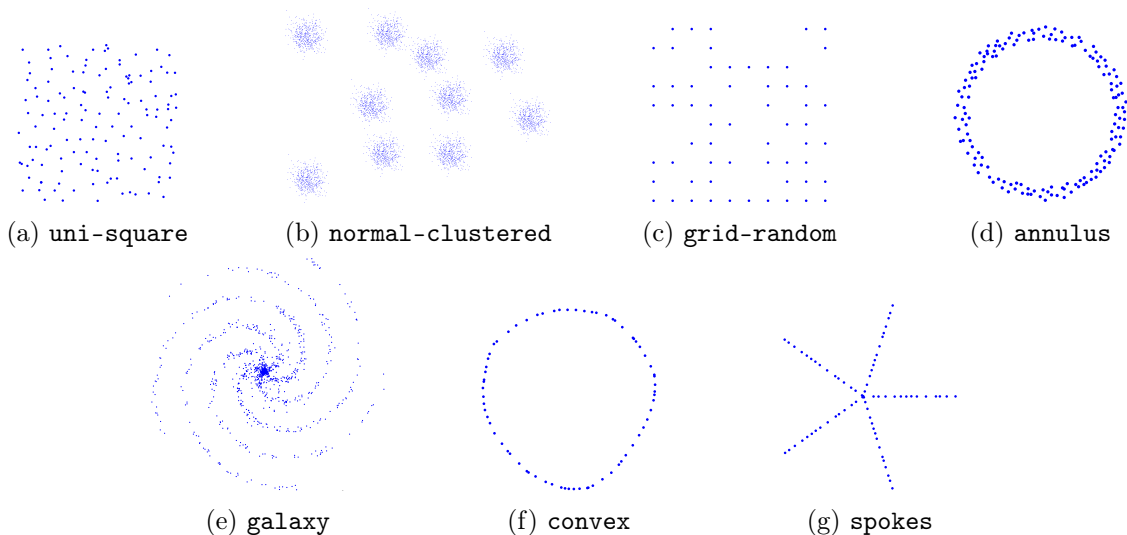 (a) uni-square
(b) normal-clustered
(c) grid-random
(d) annulus
(e) galaxy
(f) convex
(g) spokes